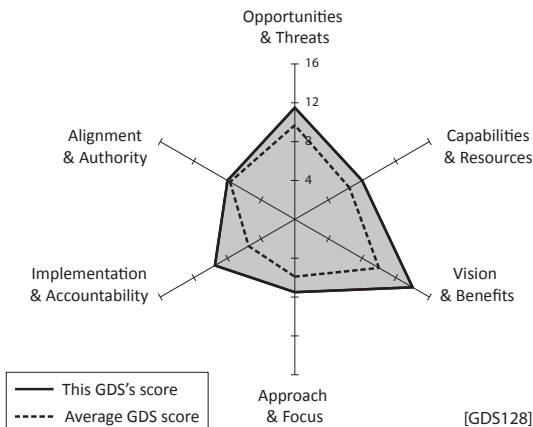 Opportunities
& Threats
16
12
8
4
Alignment
& Authority
Capabilities
& Resources
Implementation
& Accountability
Vision
& Benefits
Approach
& Focus
This GDS's score
Average GDS score
[GDS128]